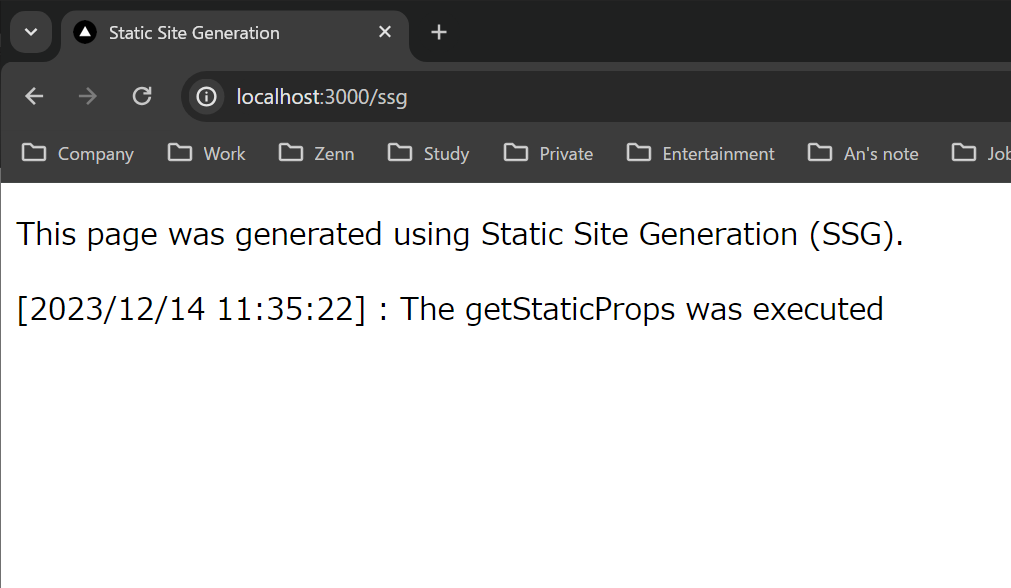 Static Site Generation
localhost:3000/ssg
Company Work Zenn Study Private Entertainment An's note
This page was generated using Static Site Generation (SSG).
[2023/12/14 11:35:22] : The getStaticProps was executed